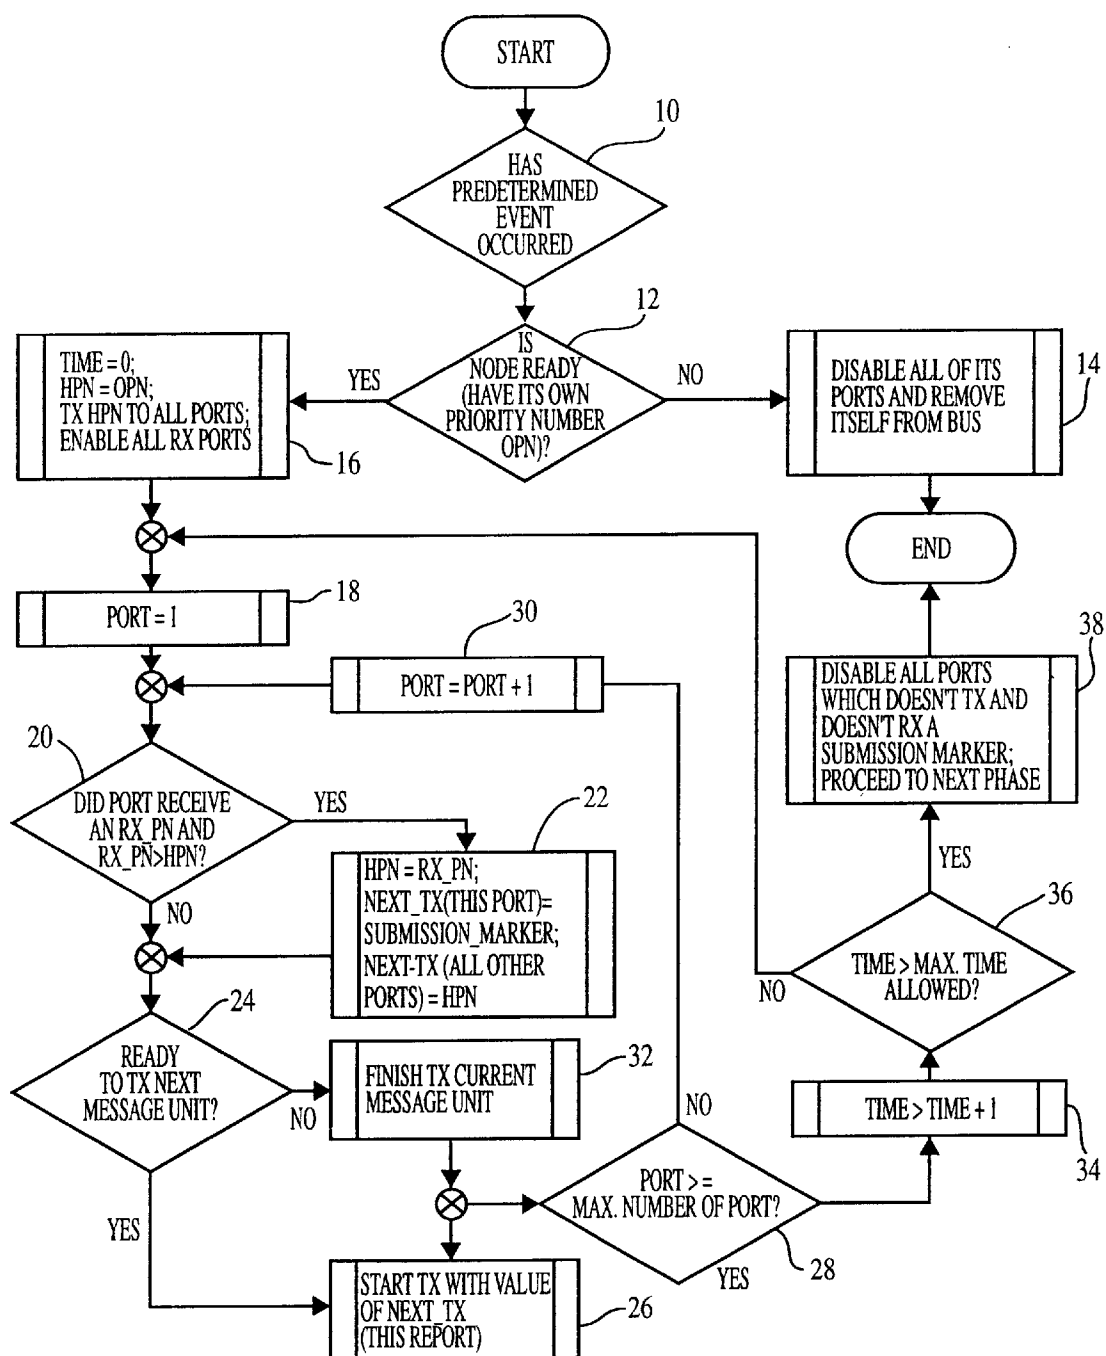 START
10
HAS
PREDETERMINED
EVENT
OCCURRED
12
IS
NODE READY
(HAVE ITS OWN
PRIORITY NUMBER
OPN)?
YES
NO
TIME = 0;
HPN = OPN;
TX HPN TO ALL PORTS;
ENABLE ALL RX PORTS
16
DISABLE ALL OF ITS
PORTS AND REMOVE
ITSELF FROM BUS
14
END
PORT = 1
18
30
PORT = PORT + 1
38
DISABLE ALL PORTS
WHICH DOESN'T TX AND
DOESN'T RX A
SUBMISSION MARKER;
PROCEED TO NEXT PHASE
20
DID PORT RECEIVE
AN RX_PN AND
RX_PN>HPN?
YES
NO
22
HPN = RX_PN;
NEXT_TX(THIS PORT)=
SUBMISSION_MARKER;
NEXT-TX (ALL OTHER
PORTS) = HPN
YES
36
TIME > MAX. TIME
ALLOWED?
NO
24
READY
TO TX NEXT
MESSAGE UNIT?
NO
YES
FINISH TX CURRENT
MESSAGE UNIT
32
NO
TIME > TIME + 1
34
PORT > =
MAX. NUMBER OF PORT?
28
YES
START TX WITH VALUE
OF NEXT_TX
(THIS REPORT)
26